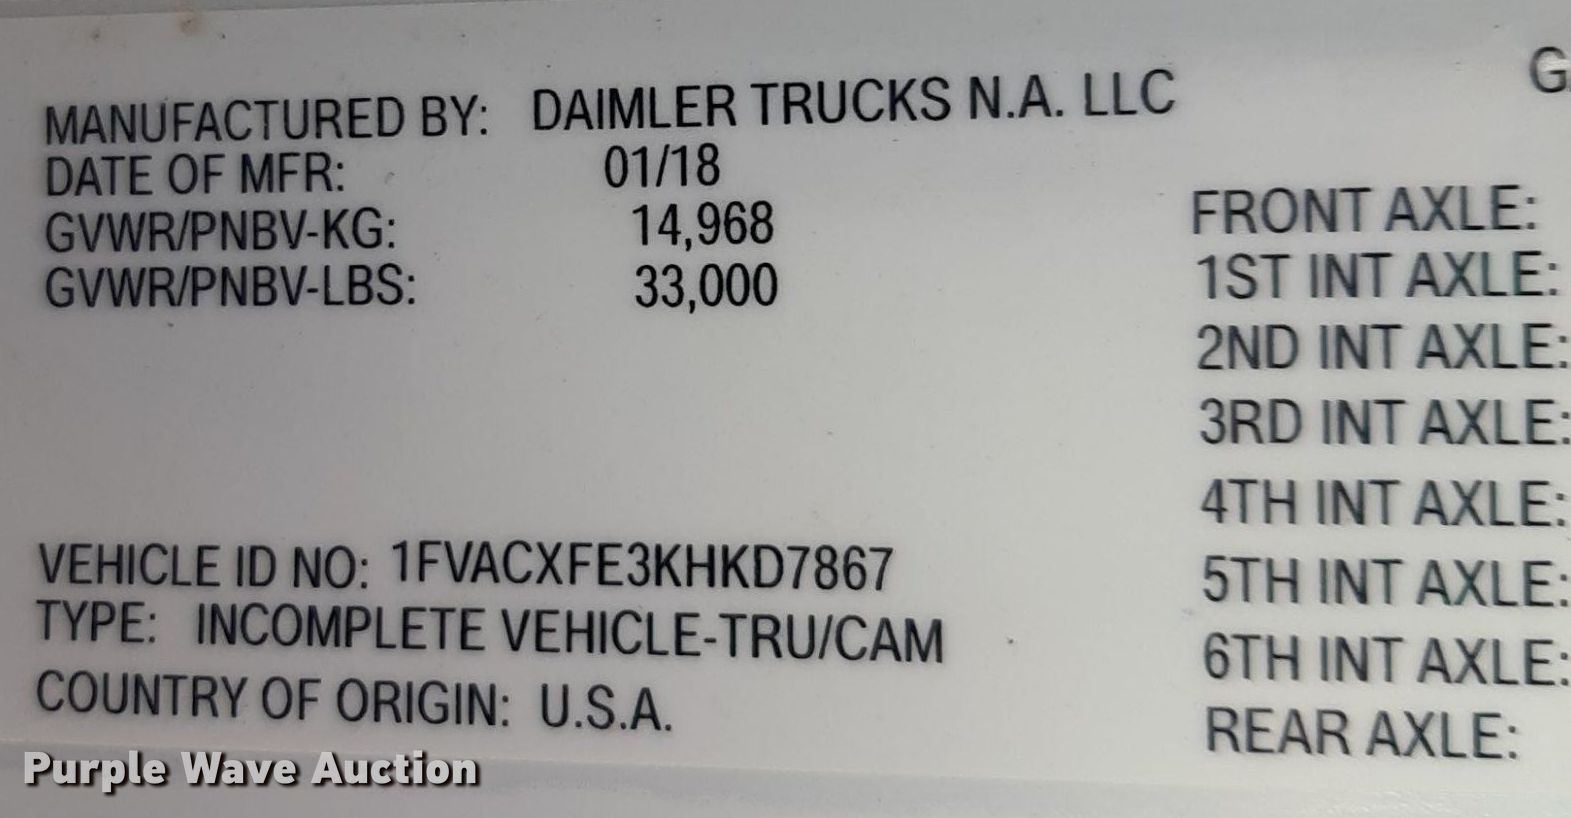 MANUFACTURED BY: DAIMLER TRUCKS N.A. LLC
DATE OF MFR: 01/18
GVWR/PNBV-KG: 14,968
GVWR/PNBV-LBS: 33,000
VEHICLE ID NO: 1FVACXFE3KHKD7867
TYPE: INCOMPLETE VEHICLE-TRU/CAM
COUNTRY OF ORIGIN: U.S.A.
FRONT AXLE:
1ST INT AXLE:
2ND INT AXLE:
3RD INT AXLE:
4TH INT AXLE:
5TH INT AXLE:
6TH INT AXLE:
REAR AXLE:
Purple Wave Auction